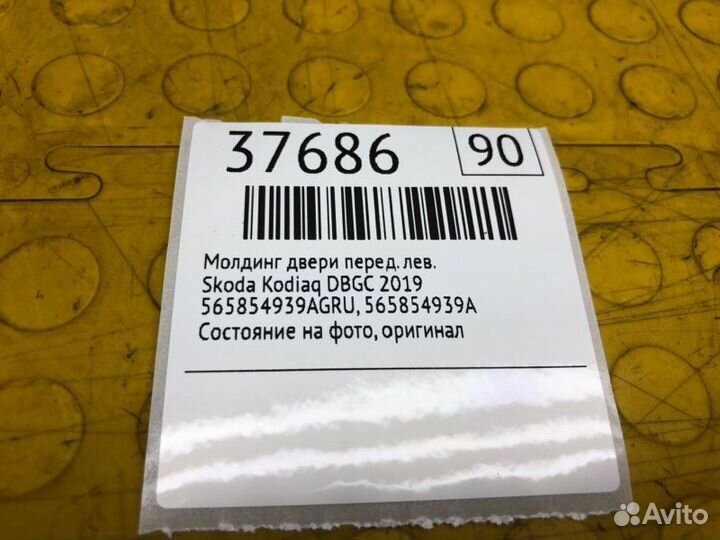 37686
90
Молдинг двери перед. лев.
Skoda Kodiaq DBGC 2019
565854939AGRU, 565854939A
Состояние на фото, оригинал
Avito